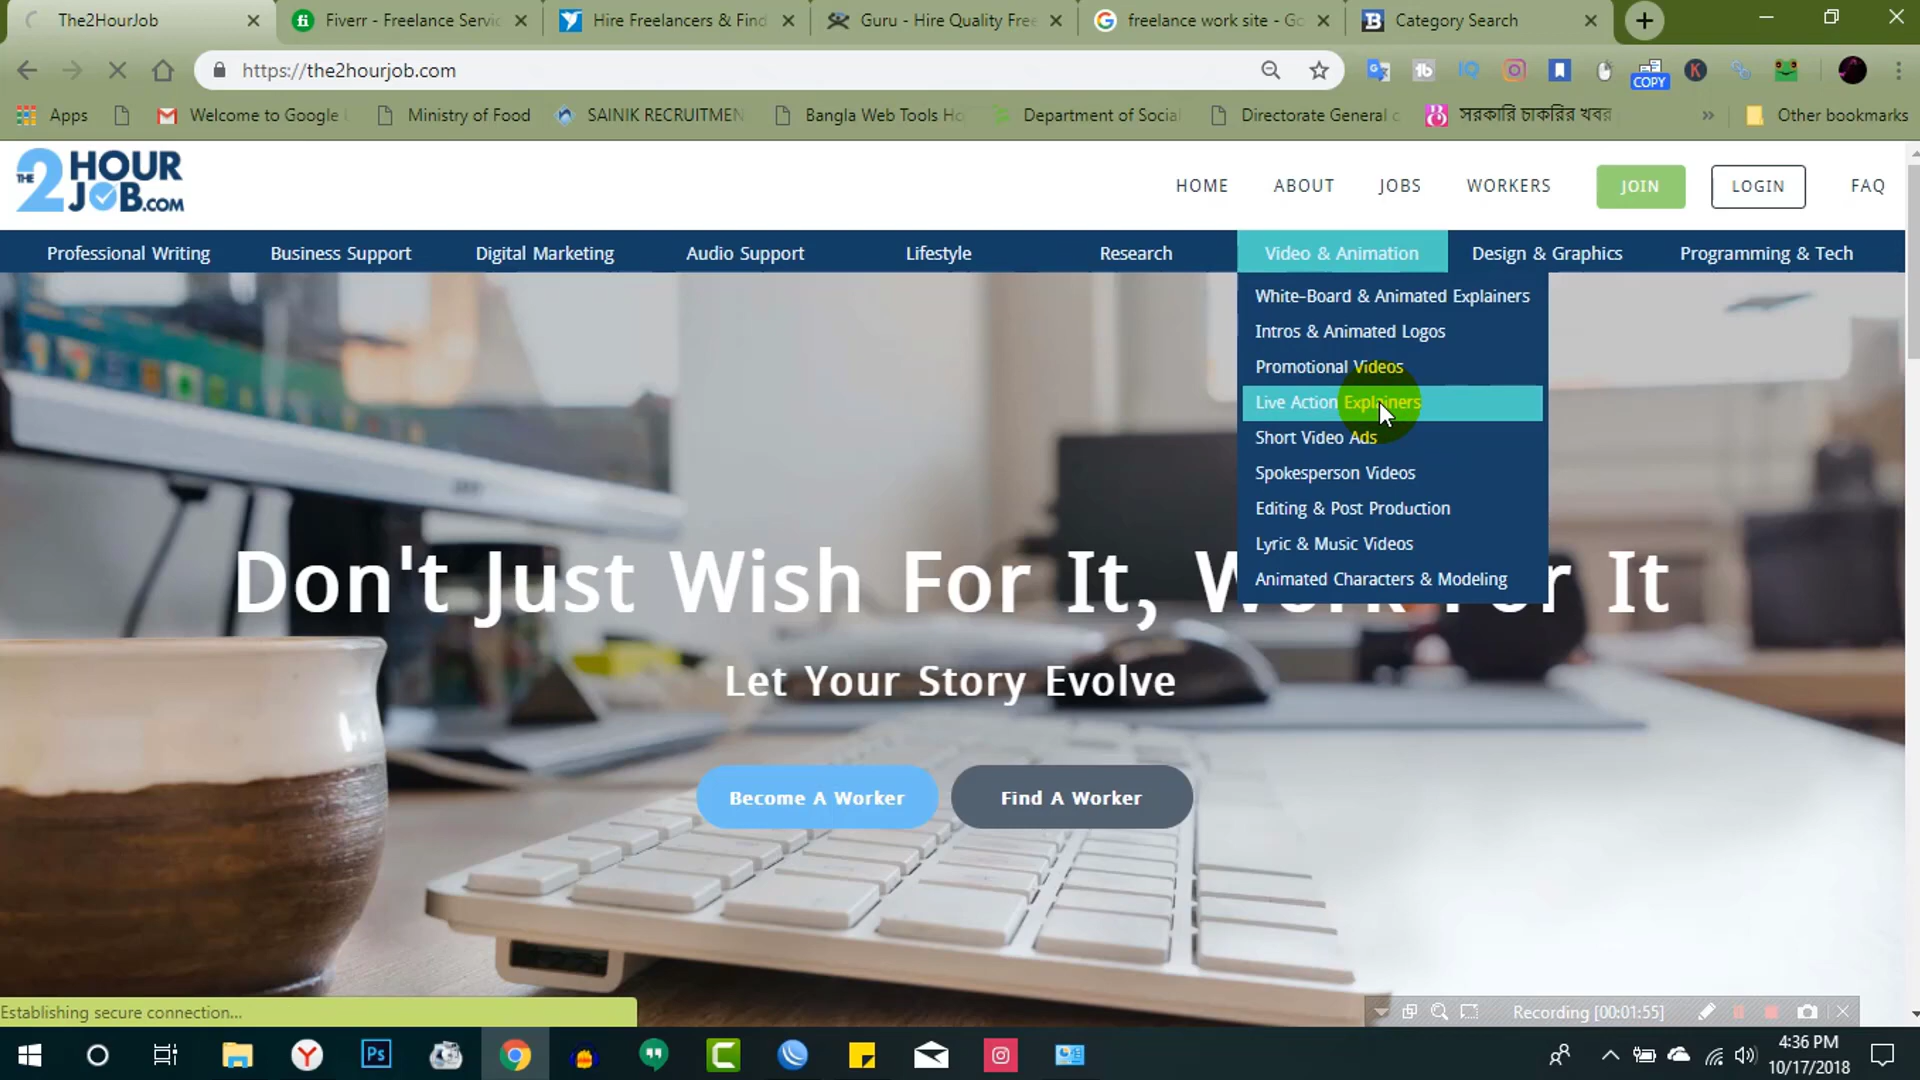 The2HourJob
Fiverr - Freelance Servic
Hire Freelancers & Find
Guru - Hire Quality Free
freelance work site - Go
Category Search
https://the2hourjob.com
COPY
Apps
Welcome to Google
Ministry of Food
SAINIK RECRUITMEN
Bangla Web Tools Ho
Department of Social
Directorate General o
সরকারি চাকরির খবর
Other bookmarks
THE 2 HOUR JOB.COM
HOME
ABOUT
JOBS
WORKERS
JOIN
LOGIN
FAQ
Professional Writing
Business Support
Digital Marketing
Audio Support
Lifestyle
Research
Video & Animation
Design & Graphics
Programming & Tech
White-Board & Animated Explainers
Intros & Animated Logos
Promotional Videos
Live Action Explainers
Short Video Ads
Spokesperson Videos
Editing & Post Production
Lyric & Music Videos
Animated Characters & Modeling
Don't Just Wish For It, Work For It
Let Your Story Evolve
Become A Worker
Find A Worker
Establishing secure connection...
Recording [00:01:55]
4:36 PM
10/17/2018